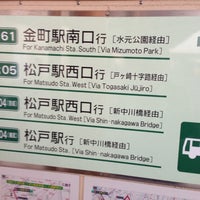 61 金町駅南口行 [水元公園経由]
For Kanamachi Sta. South [Via Mizumoto Park]
05 松戸駅西口行 [戸ヶ崎十字路経由]
For Matsudo Sta. West [Via Togasaki Jūjiro]
04 松戸駅西口行 [新中川橋経由]
For Matsudo Sta. West [Via Shin-nakagawa Bridge]
04 松戸駅行 [新中川橋経由]
For Matsudo Sta. [Via Shin-nakagawa Bridge]